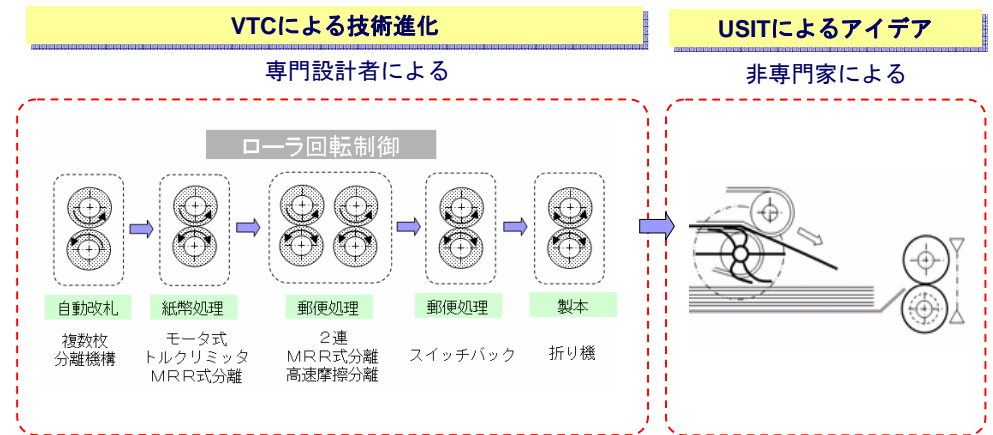 VTCによる技術進化
USITによるアイデア
専門設計者による
非専門家による
ローラ回転制御
自動改札
複数枚
分離機構
紙幣処理
モータ式
トルクリミッタ
MRR式分離
郵便処理
2連
MRR式分離
高速摩擦分離
郵便処理
スイッチバック
製本
折り機